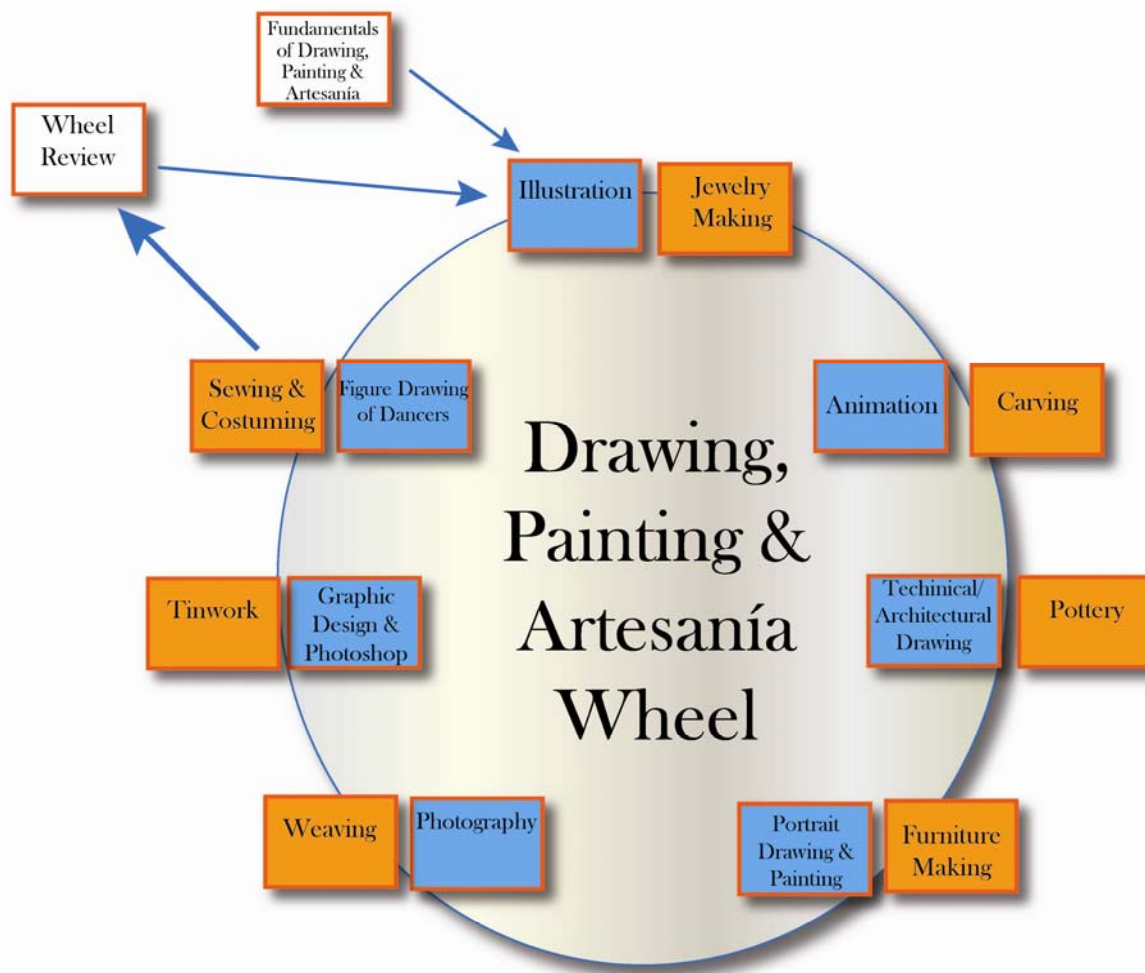 Fundamentals
of Drawing,
Painting &
Artesanía
Wheel
Review
Illustration
Jewelry
Making
Sewing &
Costuming
Figure Drawing
of Dancers
Animation
Carving
Drawing,
Painting &
Artesanía
Wheel
Tinwork
Graphic
Design &
Photoshop
Techinical/
Architectural
Drawing
Pottery
Weaving
Photography
Portrait
Drawing &
Painting
Furniture
Making